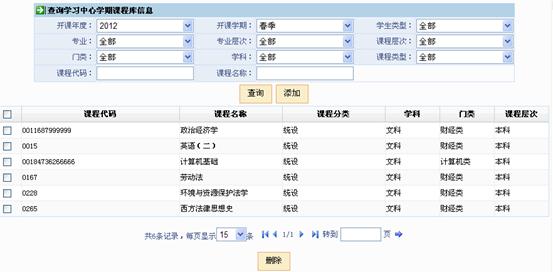 查询学习中心学期课程库信息
开课年度： 2012 开课学期： 春季 学生类型： 全部
专业： 全部 专业层次： 全部 课程层次： 全部
门类： 全部 学科： 全部 课程类型： 全部
课程代码： 课程名称：
查询 添加
课程代码 课程名称 课程分类 学科 门类 课程层次
0011687999999 政治经济学 统设 文科 财经类 本科
0015 英语（二） 统设 文科 财经类 本科
00184736266666 计算机基础 统设 文科 计算机类 本科
0167 劳动法 统设 文科 财经类 本科
0228 环境与资源保护法学 统设 文科 财经类 本科
0265 西方法律思想史 统设 文科 财经类 本科
共6条记录，每页显示 15 条 1/1 转到 页
删除